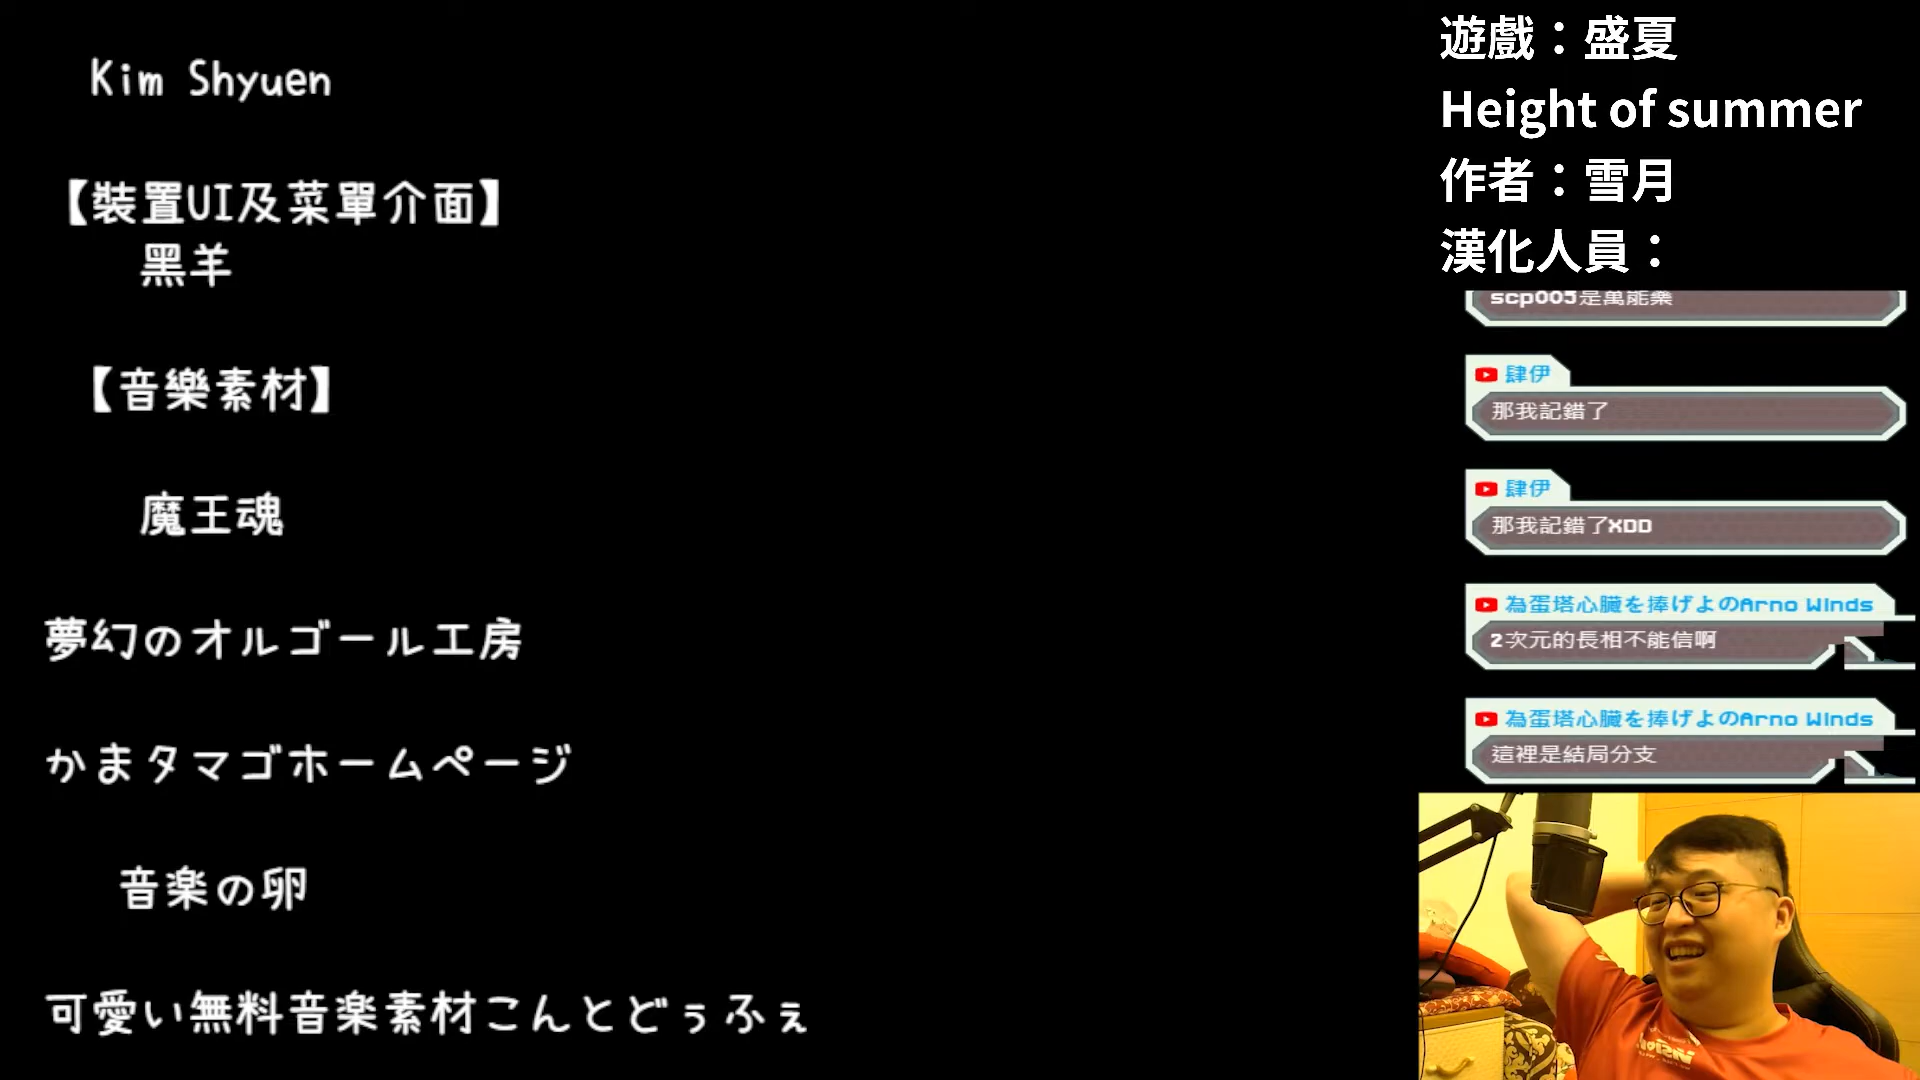 Kim Shyuen
【裝置UI及菜單介面】
黑羊
【音樂素材】
魔王魂
夢幻のオルゴール工房
かまタマゴホームページ
音楽の卵
可愛い無料音楽素材こんとどぅふぇ
遊戲：盛夏
Height of summer
作者：雪月
漢化人員：
scp005是萬能藥
肆伊
那我記錯了
肆伊
那我記錯了XDD
為蛋塔心臓を捧げよのArno Winds
2次元的長相不能信啊
為蛋塔心臓を捧げよのArno Winds
這裡是結局分支